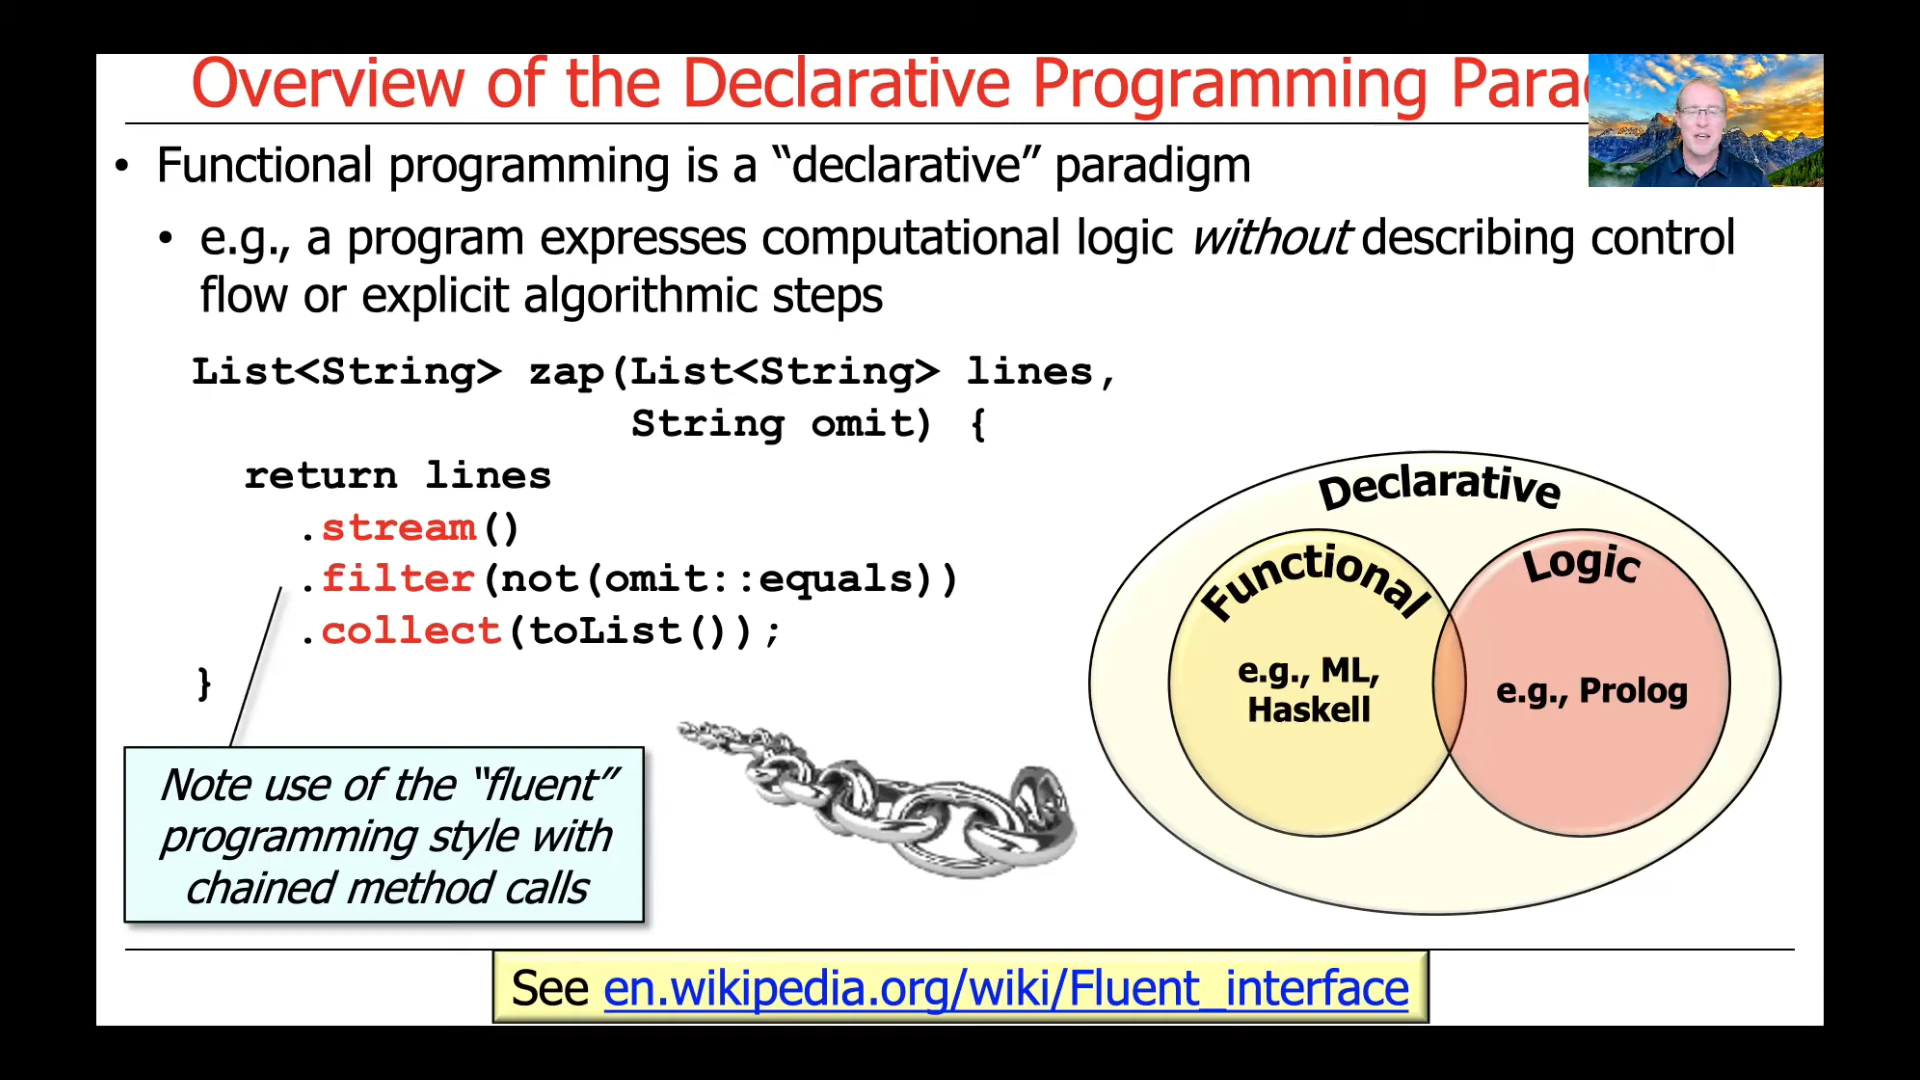 Overview of the Declarative Programming Para
• Functional programming is a “declarative” paradigm
• e.g., a program expresses computational logic without describing control
flow or explicit algorithmic steps
List<String> zap(List<String> lines,
String omit) {
return lines
.stream()
.filter(not(omit::equals))
.collect(toList());
}
Note use of the “fluent”
programming style with
chained method calls
Declarative
Functional
e.g., ML,
Haskell
Logic
e.g., Prolog
See en.wikipedia.org/wiki/Fluent_interface